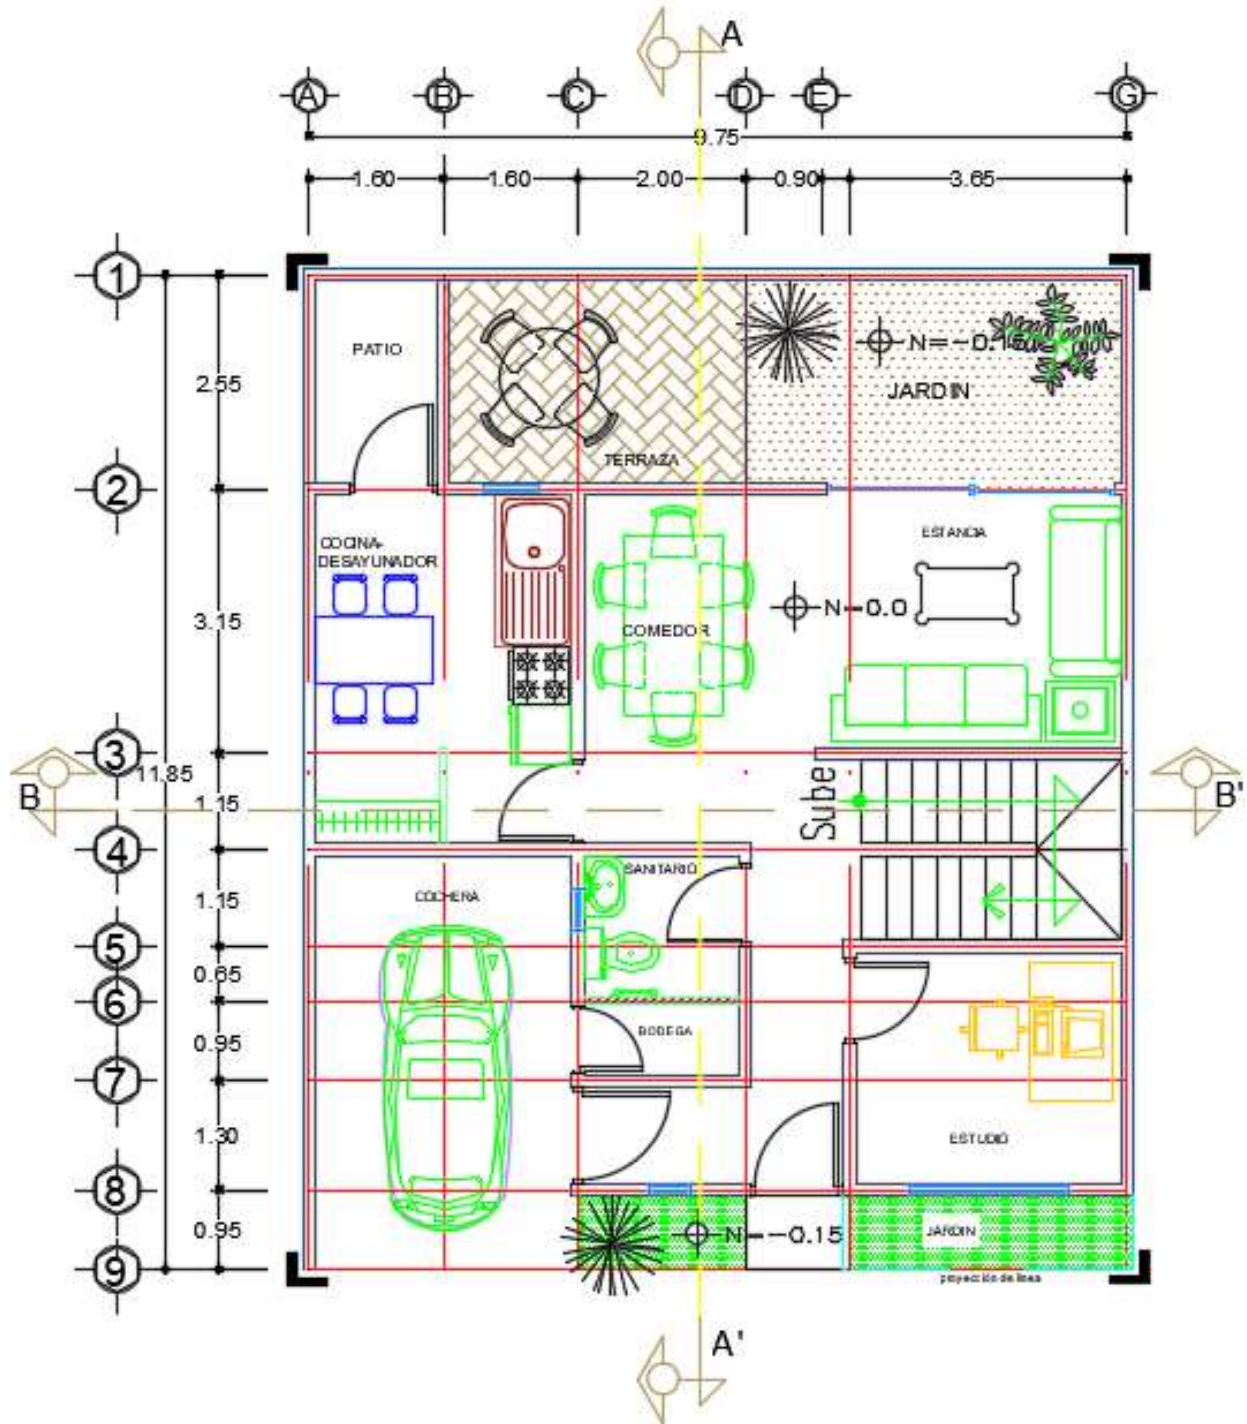 A
A B C D E G
9.75
1.60 1.60 2.00 0.90 3.65
1
2.55
PATIO
N=-0.15
JARDIN
TERRAZA
2
COCINA-
DESAYUNADOR
ESTANCIA
3.15
N-0.0
COMEDOR
3
11.85
B
1.15
Sube
B'
4
SANITARIO
1.15
COCHERA
5
0.65
6
0.95
BODEGA
7
1.30
ESTUDIO
8
0.95
N--0.15
JARDIN
9
proyección de linea
A'